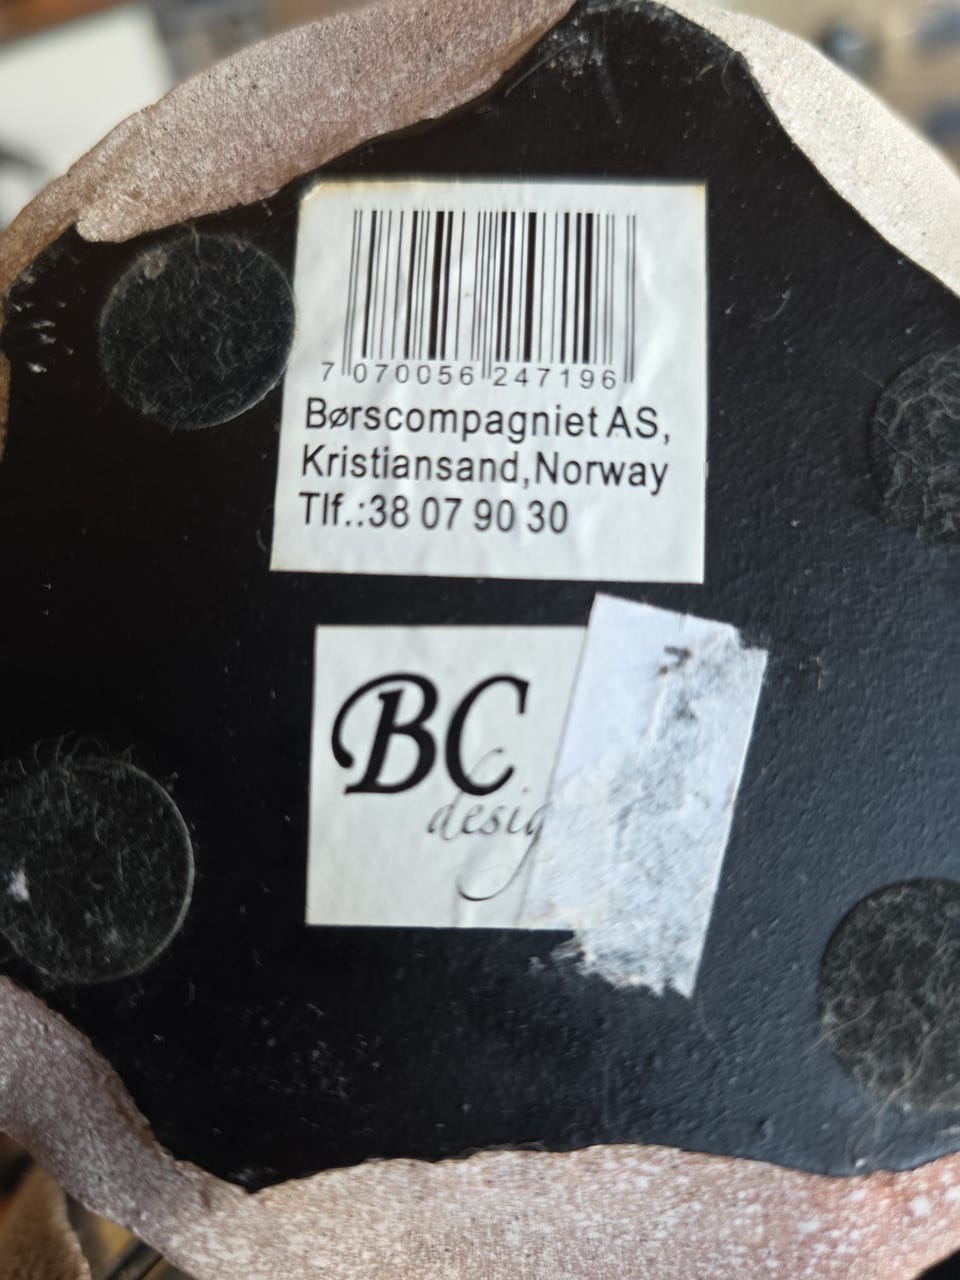 7 070056 247196
Børscompagniet AS,
Kristiansand, Norway
Tlf.:38 07 90 30
BC
desig